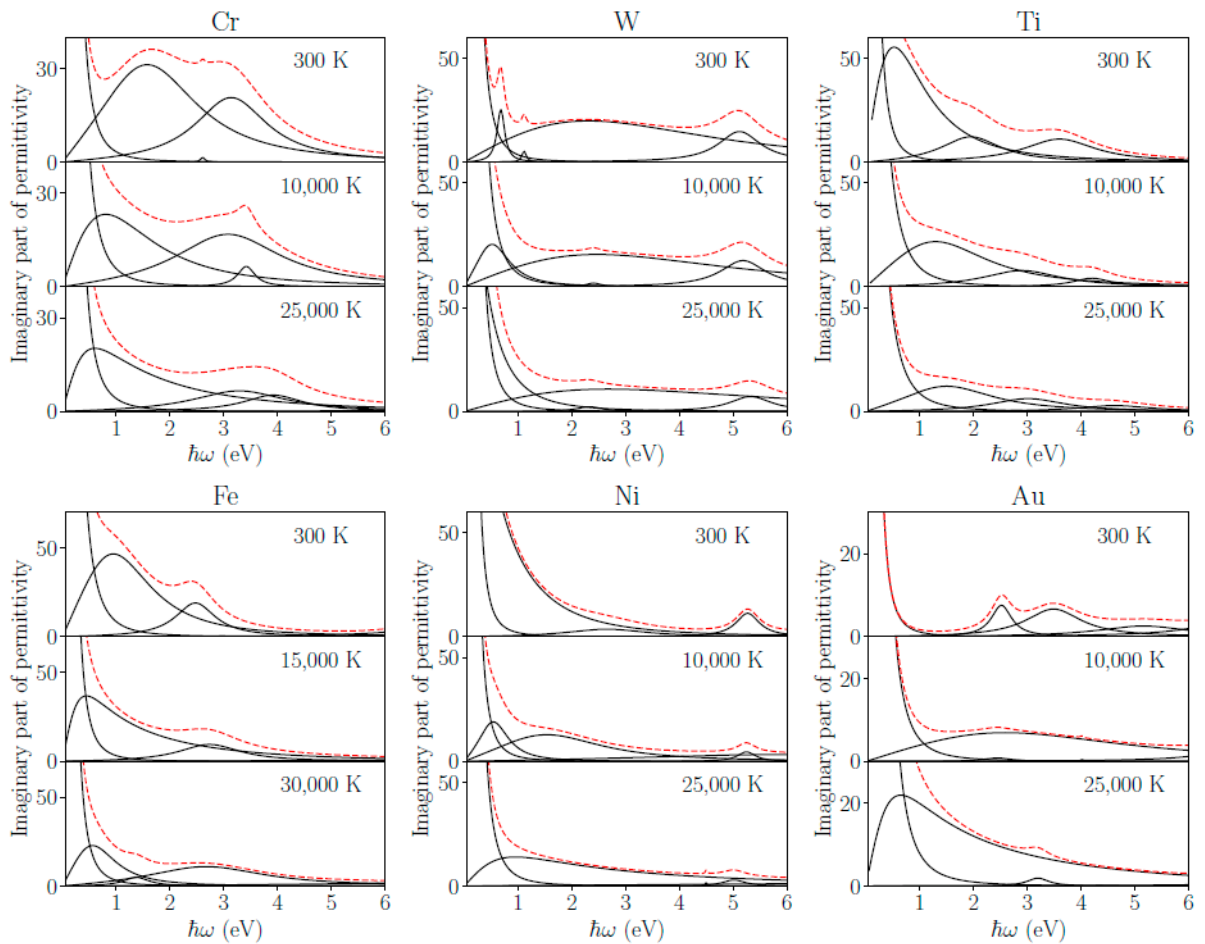 Cr
Imaginary part of permittivity
300 K
30
0
10,000 K
30
0
25,000 K
30
0
1 2 3 4 5 6
ħω (eV)
W
Imaginary part of permittivity
300 K
50
0
10,000 K
50
0
25,000 K
50
0
1 2 3 4 5 6
ħω (eV)
Ti
Imaginary part of permittivity
300 K
50
0
10,000 K
50
0
25,000 K
50
0
1 2 3 4 5 6
ħω (eV)
Fe
Imaginary part of permittivity
300 K
50
0
15,000 K
50
0
30,000 K
50
0
1 2 3 4 5 6
ħω (eV)
Ni
Imaginary part of permittivity
300 K
50
0
10,000 K
50
0
25,000 K
50
0
1 2 3 4 5 6
ħω (eV)
Au
Imaginary part of permittivity
300 K
20
0
10,000 K
20
0
25,000 K
20
0
1 2 3 4 5 6
ħω (eV)